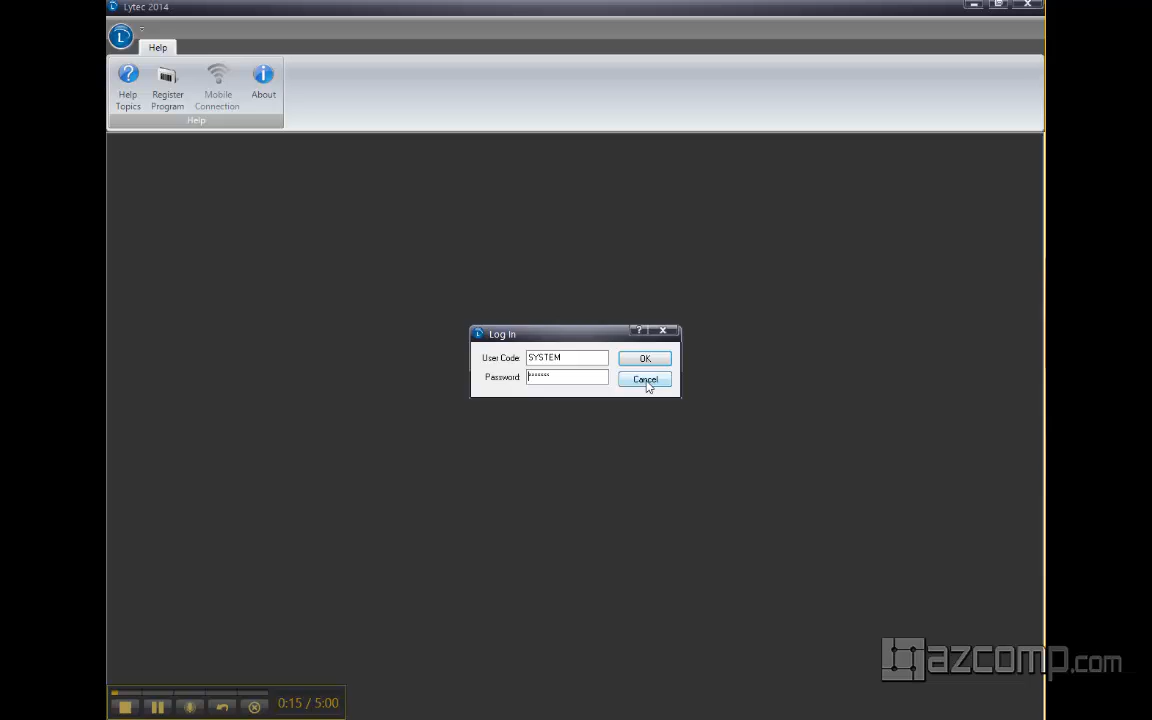 Lytec 2014
Help
Help Topics
Register Program
Mobile Connection
About
Help
Log In
User Code: SYSTEM
OK
Password: *******
Cancel
azcomp.com
0:15 / 5:00